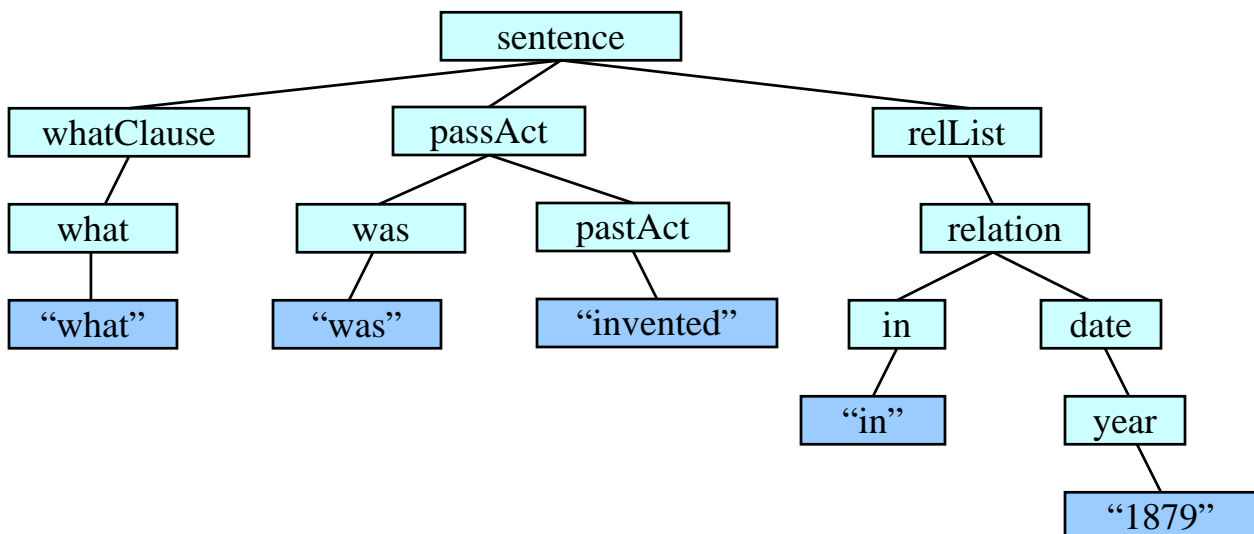 sentence
whatClause passAct relList
what was pastAct relation
“what” “was” “invented” in date
“in” year
“1879”